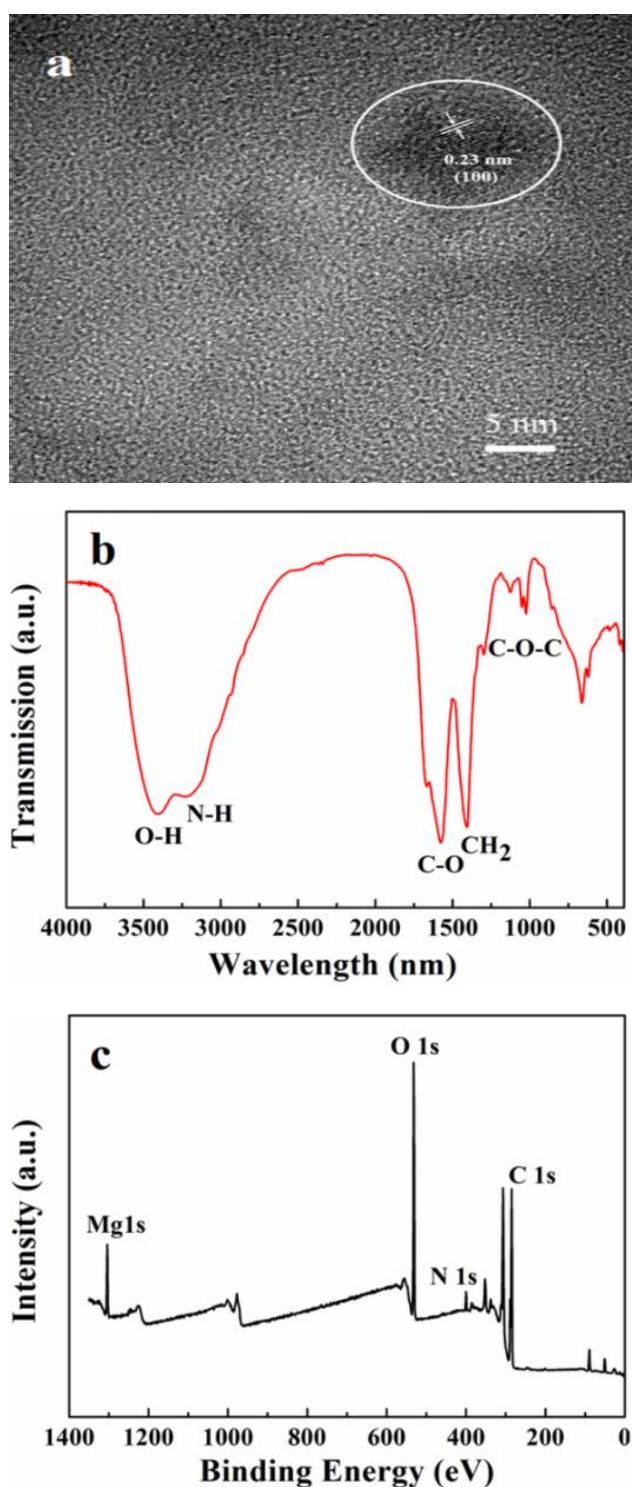 a
0.23 nm
(100)
5 nm
b
Transmission (a.u.)
O-H
N-H
C-O
CH2
C-O-C
4000 3500 3000 2500 2000 1500 1000 500
Wavelength (nm)
c
Intensity (a.u.)
Mg1s
O 1s
N 1s
C 1s
1400 1200 1000 800 600 400 200 0
Binding Energy (eV)